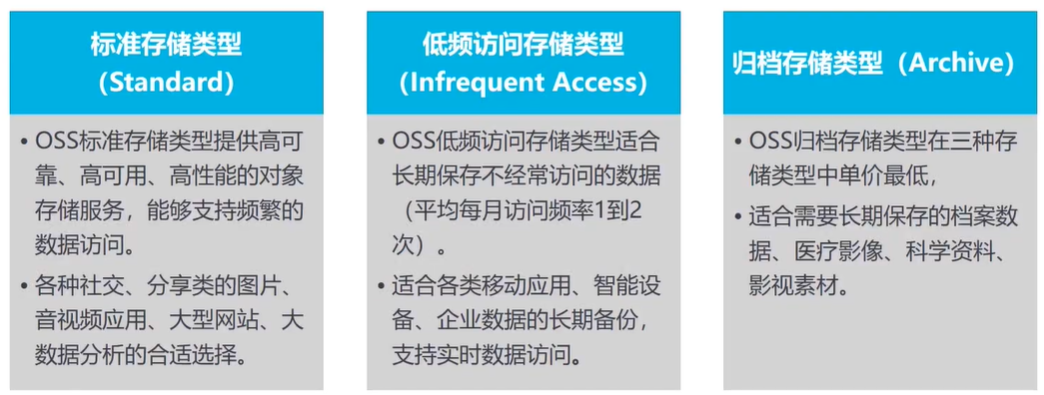 标准存储类型
（Standard）
• OSS标准存储类型提供高可
靠、高可用、高性能的对象
存储服务，能够支持频繁的
数据访问。
• 各种社交、分享类的图片、
音视频应用、大型网站、大
数据分析的合适选择。
低频访问存储类型
（Infrequent Access）
• OSS低频访问存储类型适合
长期保存不经常访问的数据
（平均每月访问频率1到2
次）。
• 适合各类移动应用、智能设
备、企业数据的长期备份，
支持实时数据访问。
归档存储类型（Archive）
• OSS归档存储类型在三种存
储类型中单价最低，
• 适合需要长期保存的档案数
据、医疗影像、科学资料、
影视素材。